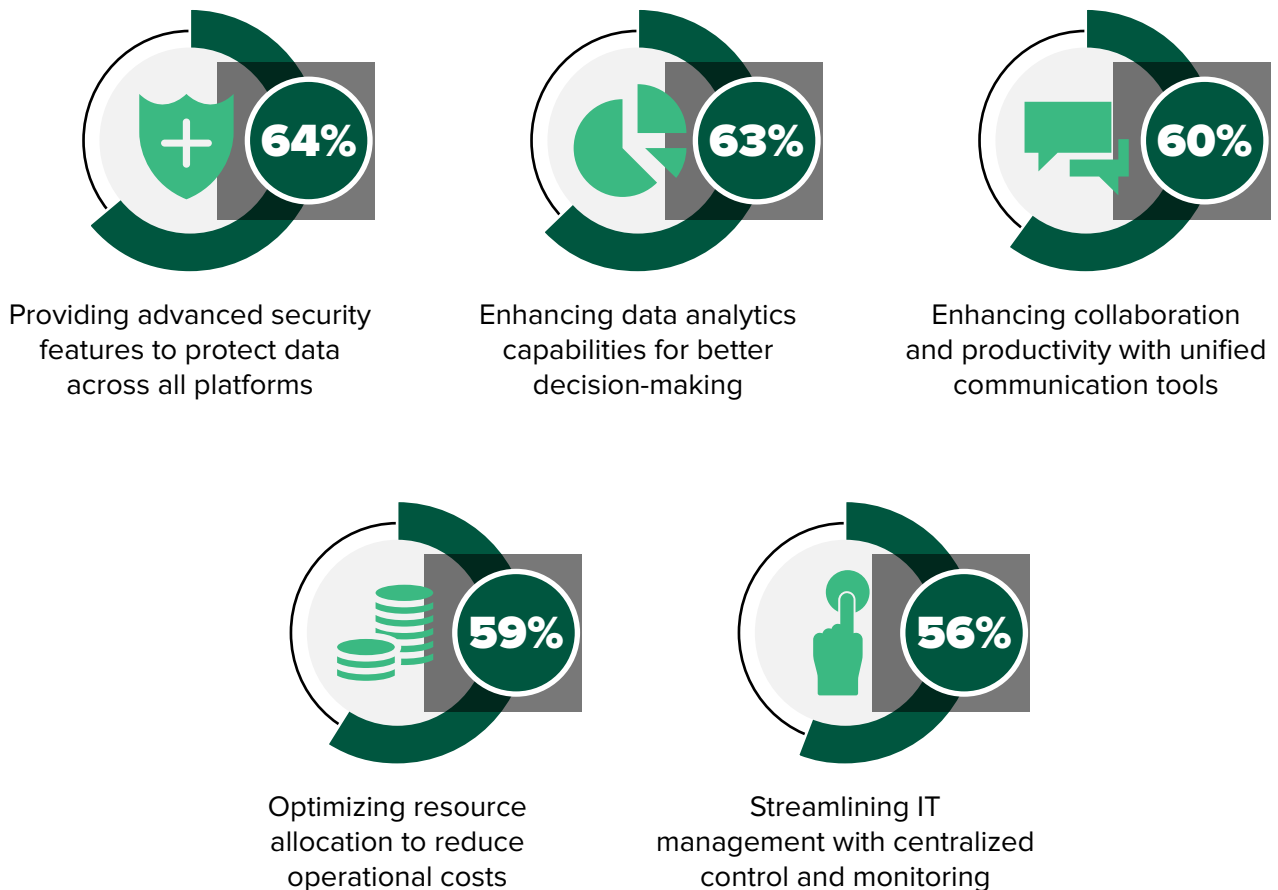 64%
63%
60%
Providing advanced security
features to protect data
across all platforms
Enhancing data analytics
capabilities for better
decision-making
Enhancing collaboration
and productivity with unified
communication tools
59%
56%
Optimizing resource
allocation to reduce
operational costs
Streamlining IT
management with centralized
control and monitoring